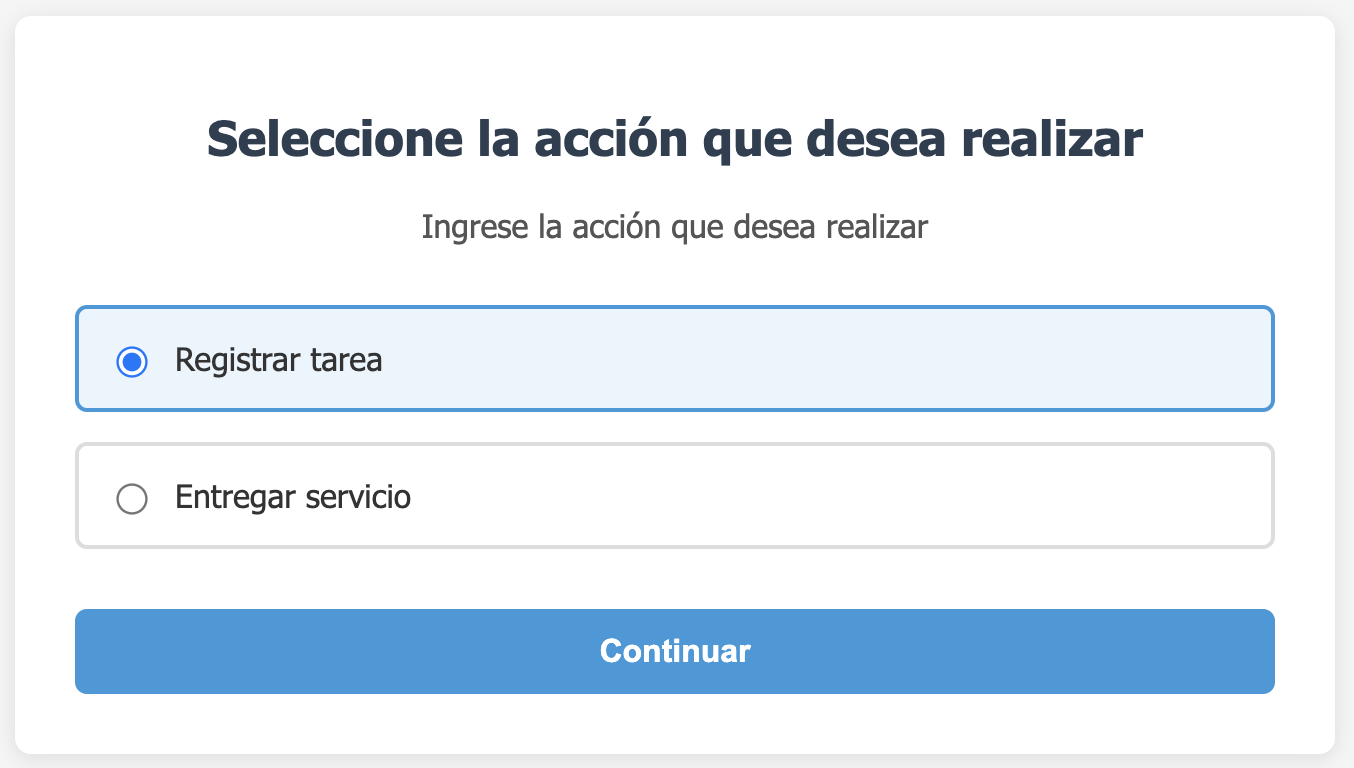 Seleccione la acción que desea realizar
Ingrese la acción que desea realizar
Registrar tarea
Entregar servicio
Continuar